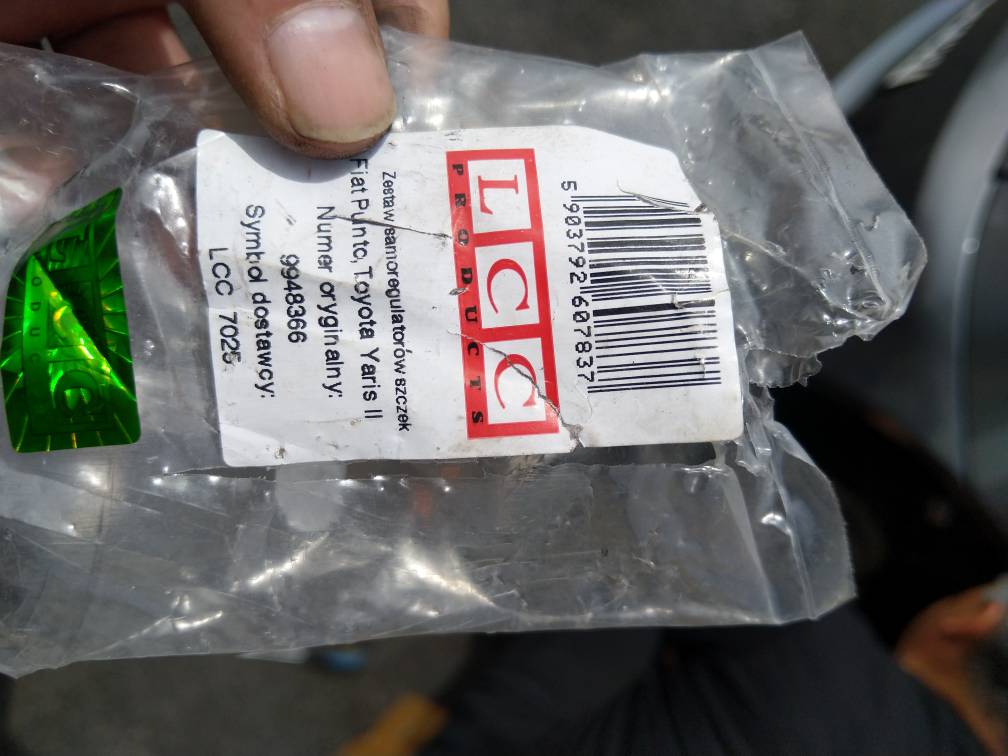 5 903792 607837
LCC
PRODUCTS
Zestaw samoregulatorów szczek
Fiat Punto, Toyota Yaris II
Numer oryginalny:
9948366
Symbol dostawcy:
LCC 7025